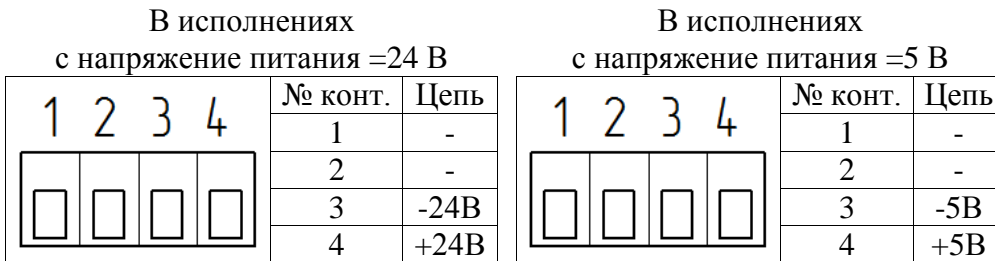 В исполнениях
с напряжение питания =24 В
1 2 3 4
№ конт. Цепь
1 -
2 -
3 -24В
4 +24В
В исполнениях
с напряжение питания =5 В
1 2 3 4
№ конт. Цепь
1 -
2 -
3 -5В
4 +5В